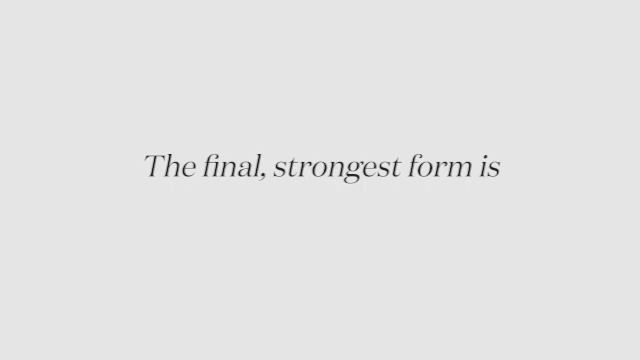 The final, strongest form is